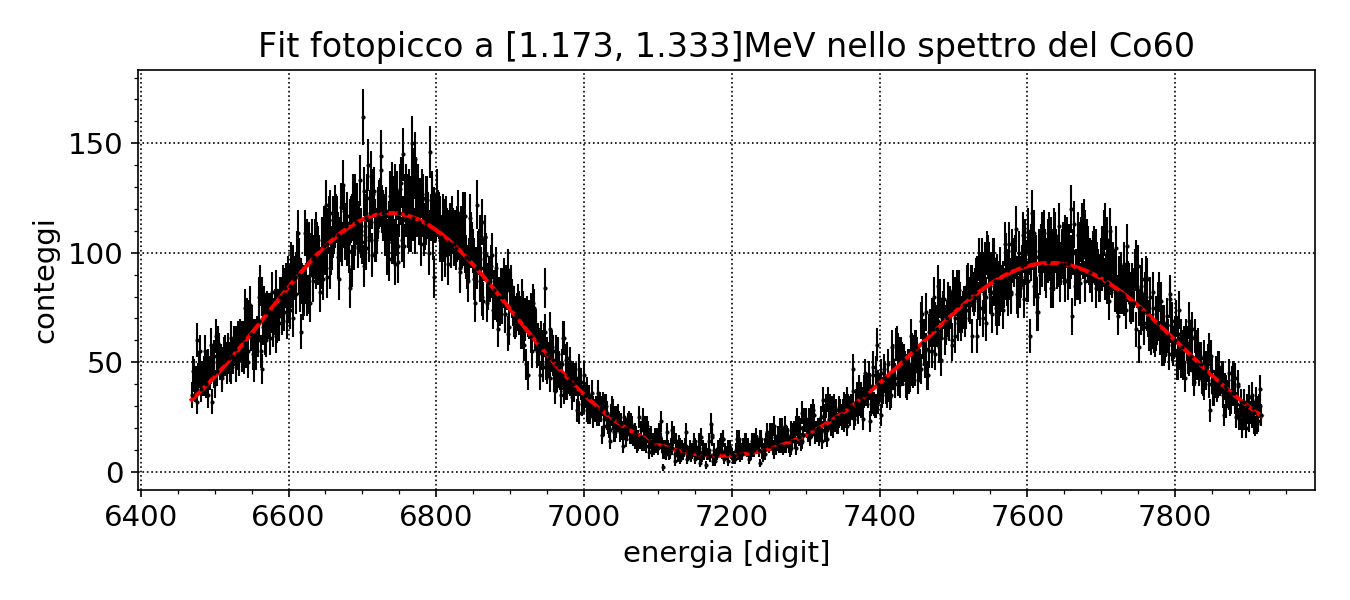 Fit fotopicco a [1.173, 1.333]MeV nello spettro del Co60
150
100
50
0
conteggi
6400 6600 6800 7000 7200 7400 7600 7800
energia [digit]